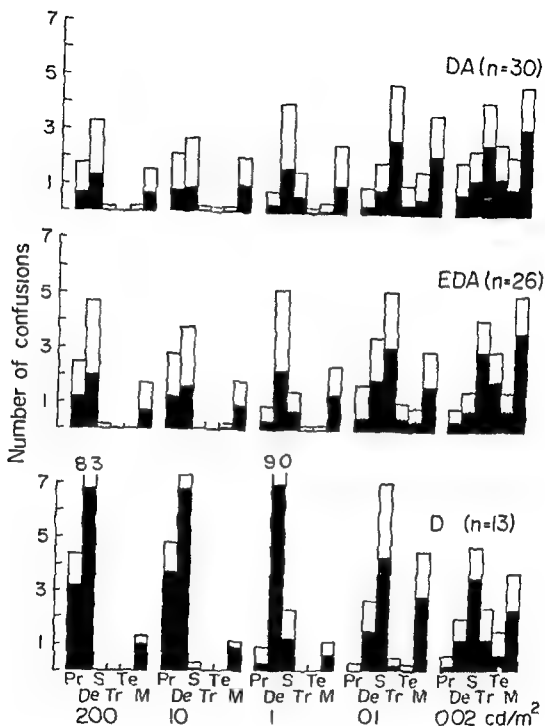 7
5
3
1
DA (n=30)
7
5
3
1
EDA (n=26)
Number of confusions
83
90
7
5
3
1
D (n=13)
Pr S Te Pr S Te Pr S Te Pr S Te Pr S Te
De Tr M De Tr M De Tr M De Tr M De Tr M
200 10 1 01 002 cd/m²